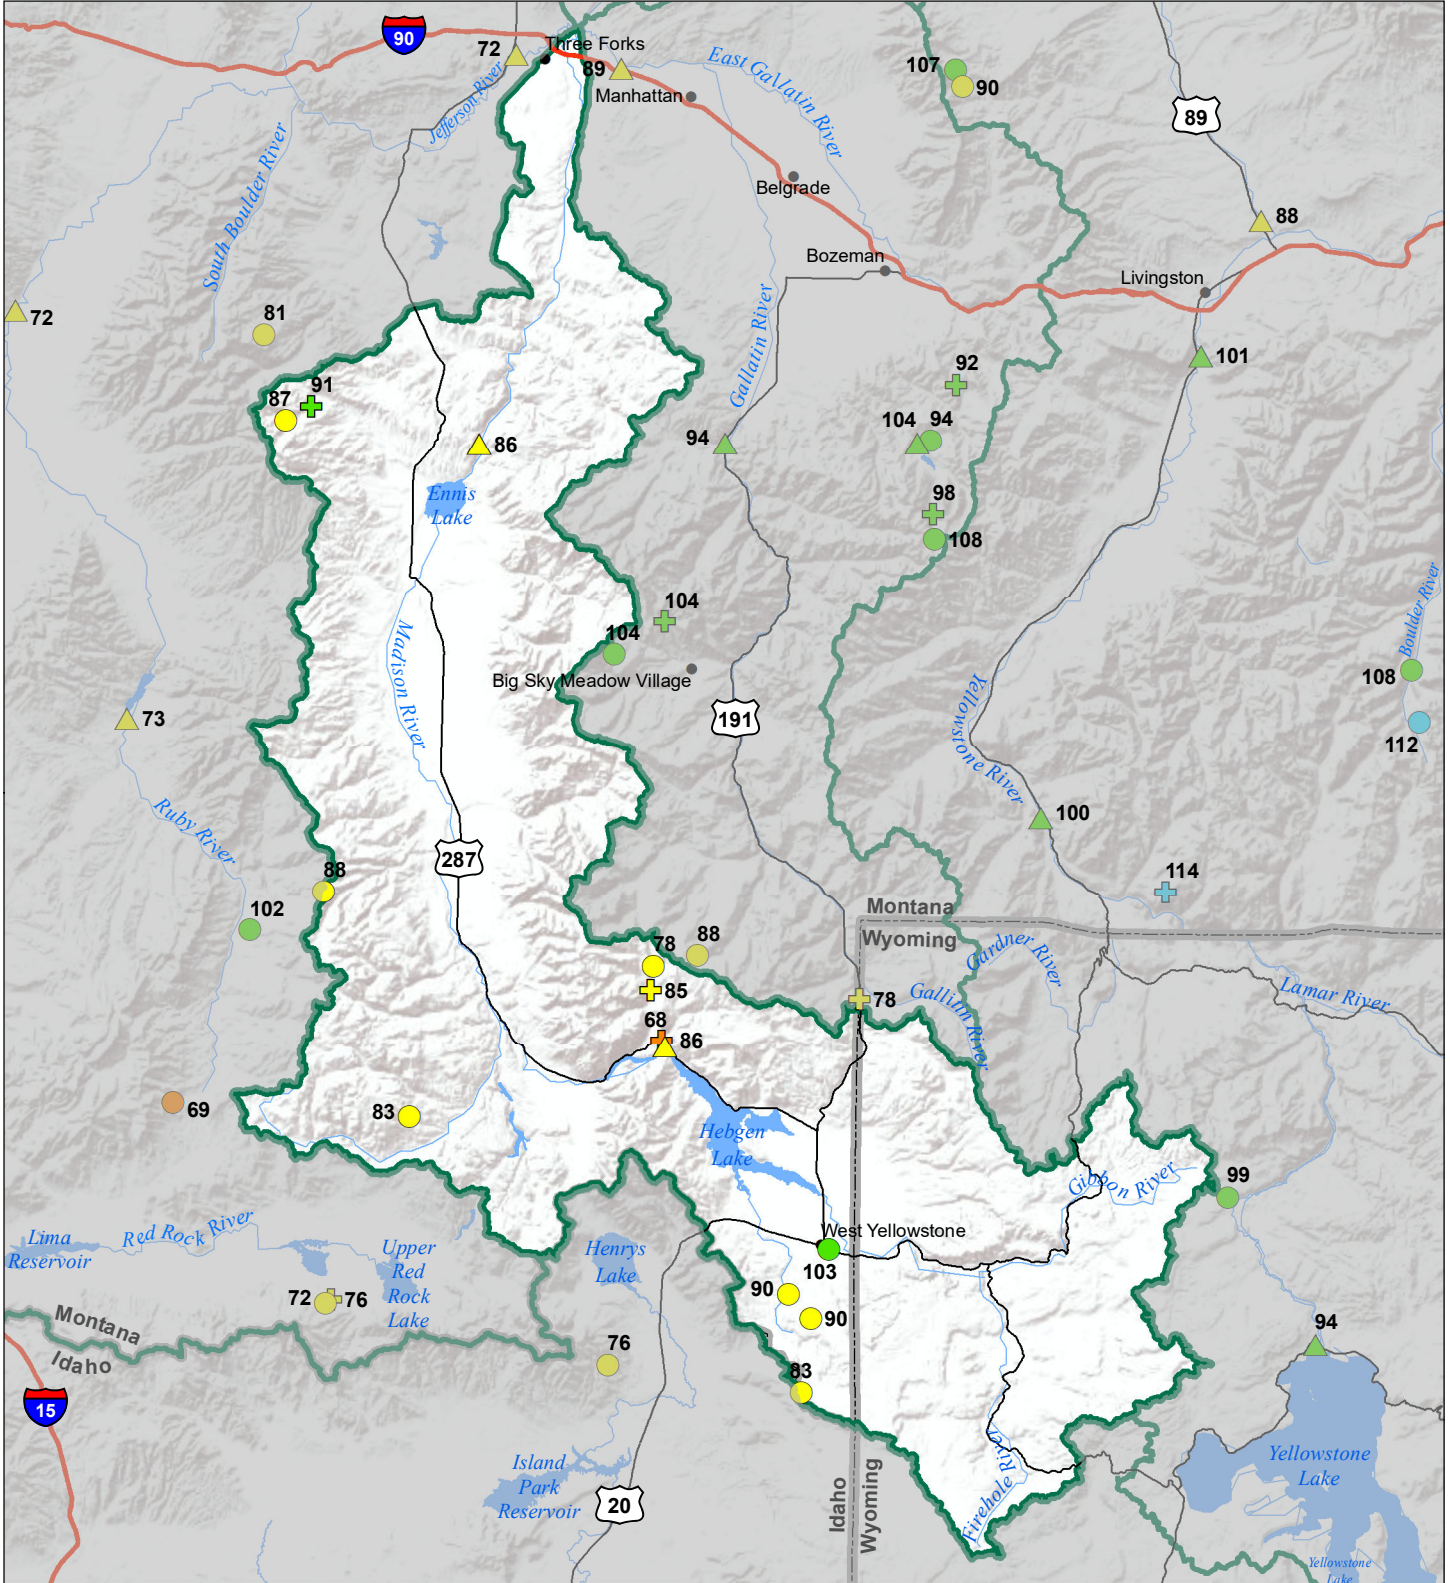 90
72
Three Forks
89
Manhattan
Jefferson River
East Gallatin River
107
90
89
South Boulder River
Belgrade
88
Bozeman
Livingston
72
81
Gallatin River
101
92
91
87
86
94
104
94
Ennis
Lake
98
108
104
104
Big Sky Meadow Village
Madison River
Boulder River
108
112
73
191
Yellowstone River
100
Ruby River
287
88
102
114
Montana
Wyoming
78
88
85
Gardner River
Gallatin River
78
Lamar River
68
86
69
83
Hebgen
Lake
Gibbon River
99
Lima
Reservoir
Red Rock River
Upper
Red
Rock
Lake
Henrys
Lake
West Yellowstone
103
90
90
72
76
Montana
Idaho
76
83
94
15
Island
Park
Reservoir
20
Idaho
Wyoming
Firehole River
Yellowstone
Lake
Yellowstone
Lake